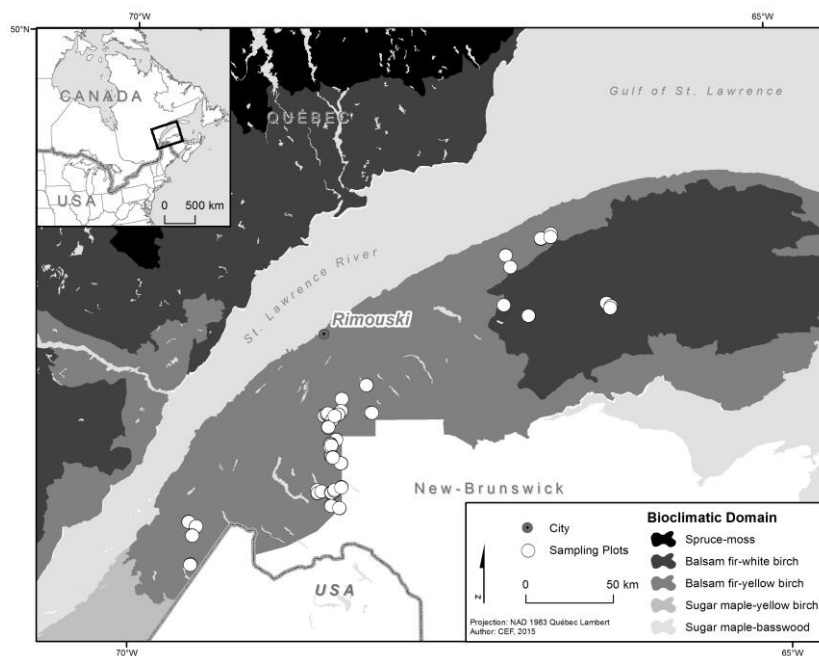 70°W
65°W
50°N
CANADA
USA
0 500 km
QUÉBEC
Gulf of St. Lawrence
St. Lawrence River
Rimouski
New-Brunswick
USA
City
Sampling Plots
N
0 50 km
Projection: NAD 1983 Québec Lambert
Author: CEF, 2015
Bioclimatic Domain
Spruce-moss
Balsam fir-white birch
Balsam fir-yellow birch
Sugar maple-yellow birch
Sugar maple-basswood
70°W
65°W